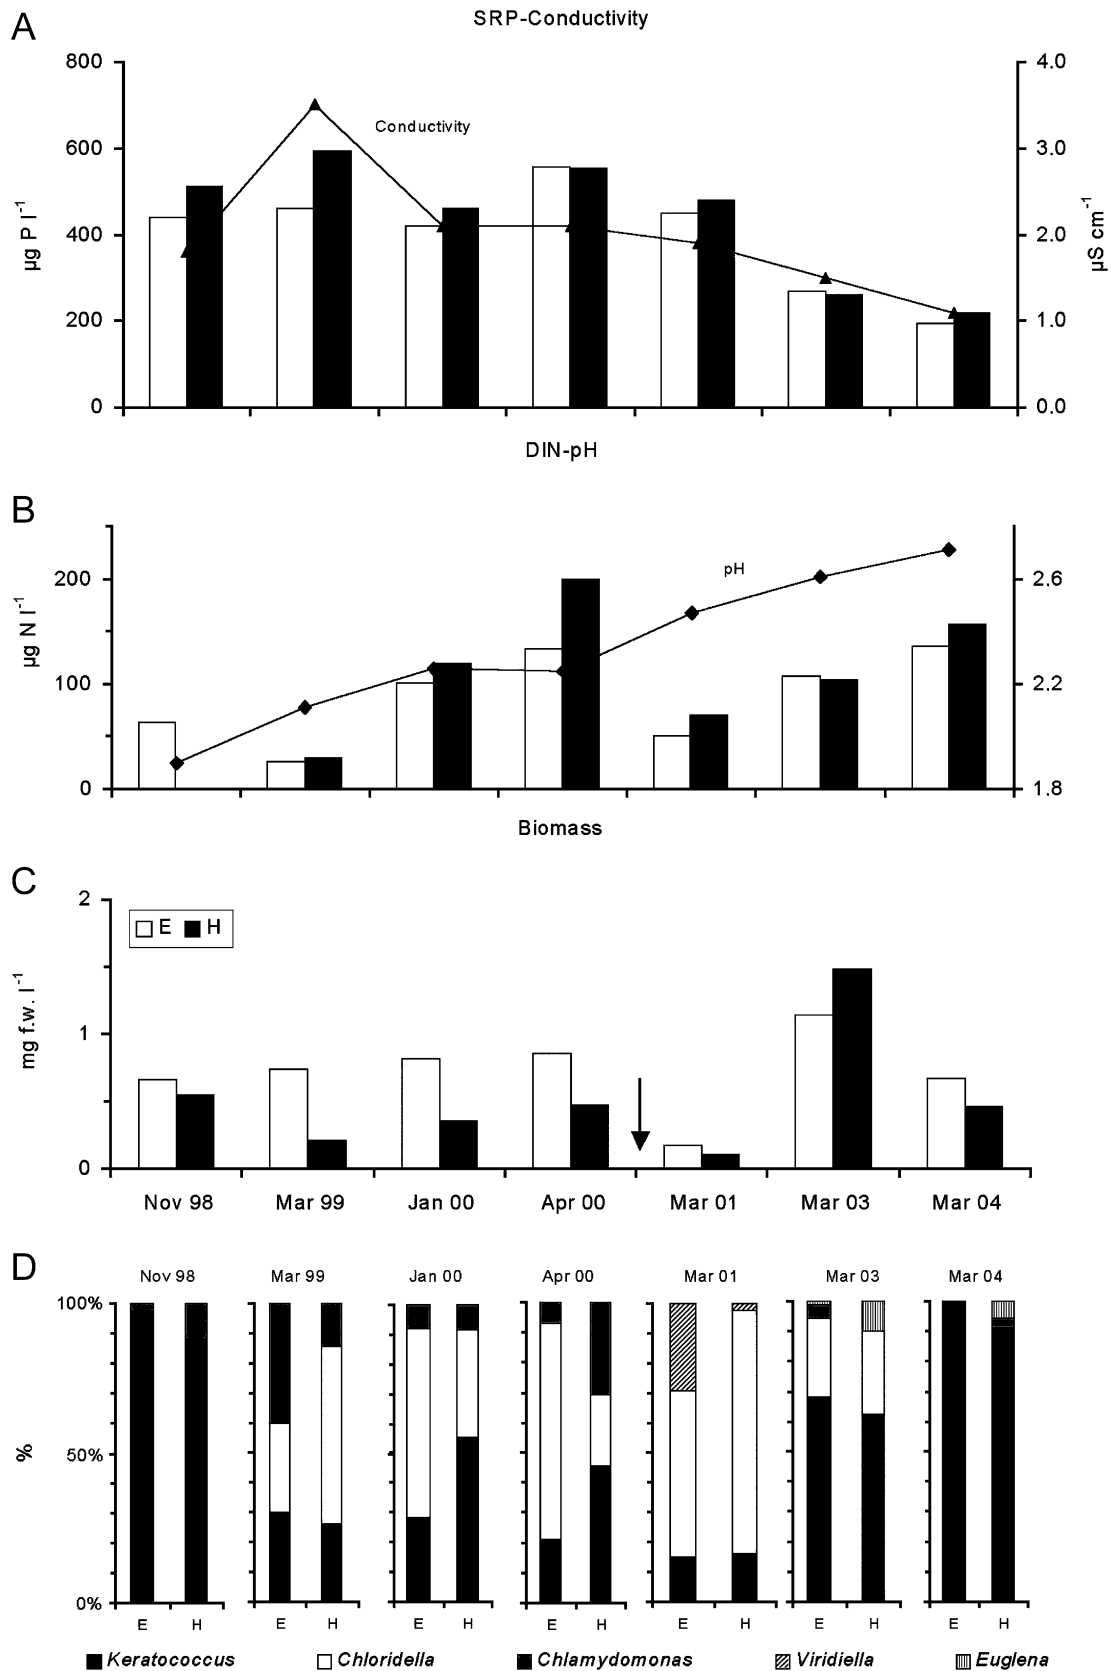 A
SRP-Conductivity
800
600
400
200
0
µg P l⁻¹
Conductivity
4.0
3.0
2.0
1.0
0.0
µS cm⁻¹
DIN-pH
B
200
100
0
µg N l⁻¹
pH
2.6
2.2
1.8
Biomass
C
2
1
0
mg f.w. l⁻¹
E H
Nov 98 Mar 99 Jan 00 Apr 00 Mar 01 Mar 03 Mar 04
D
Nov 98 Mar 99 Jan 00 Apr 00 Mar 01 Mar 03 Mar 04
100%
50%
0%
%
E H E H E H E H E H E H E H
Keratococcus Chloridella Chlamydomonas Viridiella Euglena